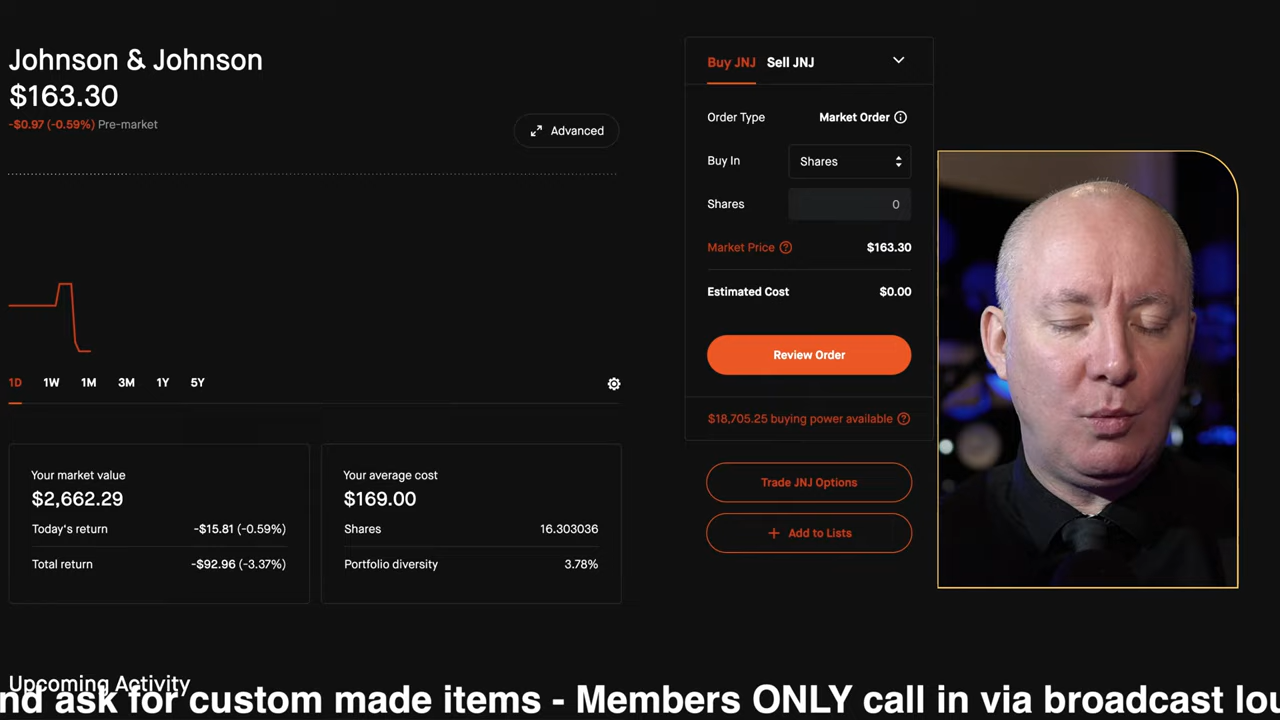 Johnson & Johnson
$163.30
-$0.97 (-0.59%) Pre-market
Advanced
1D 1W 1M 3M 1Y 5Y
Your market value
$2,662.29
Today's return -$15.81 (-0.59%)
Total return -$92.96 (-3.37%)
Your average cost
$169.00
Shares 16.303036
Portfolio diversity 3.78%
Buy JNJ Sell JNJ
Order Type Market Order
Buy In Shares
Shares 0
Market Price $163.30
Estimated Cost $0.00
Review Order
$18,705.25 buying power available
Trade JNJ Options
+ Add to Lists
Upcoming Activity
nd ask for custom made items - Members ONLY call in via broadcast lou